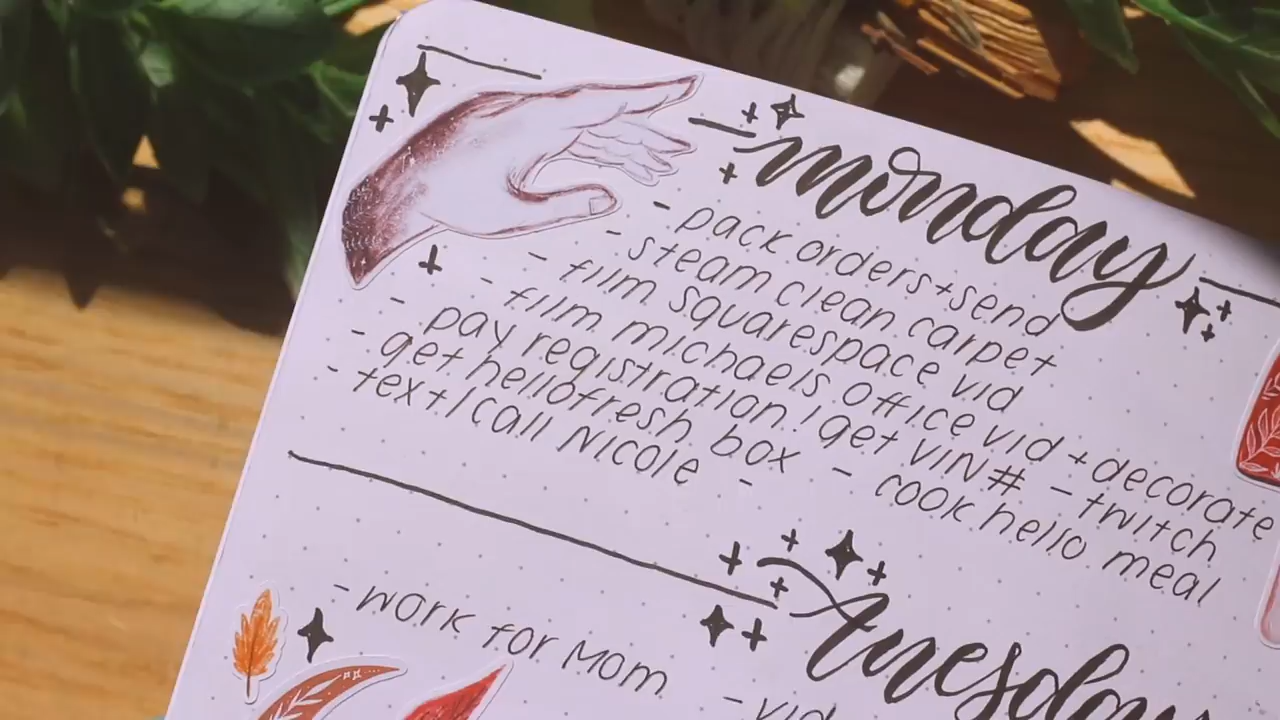 monday
- pack orders+send
- steam clean carpet
- film squarespace vid
- film michaels office vid + decorate
- pay registration / get VIN # - twitch
- get hellofresh box - cook hello meal
- text/call Nicole -
Tuesday
- work for Mom
- vid